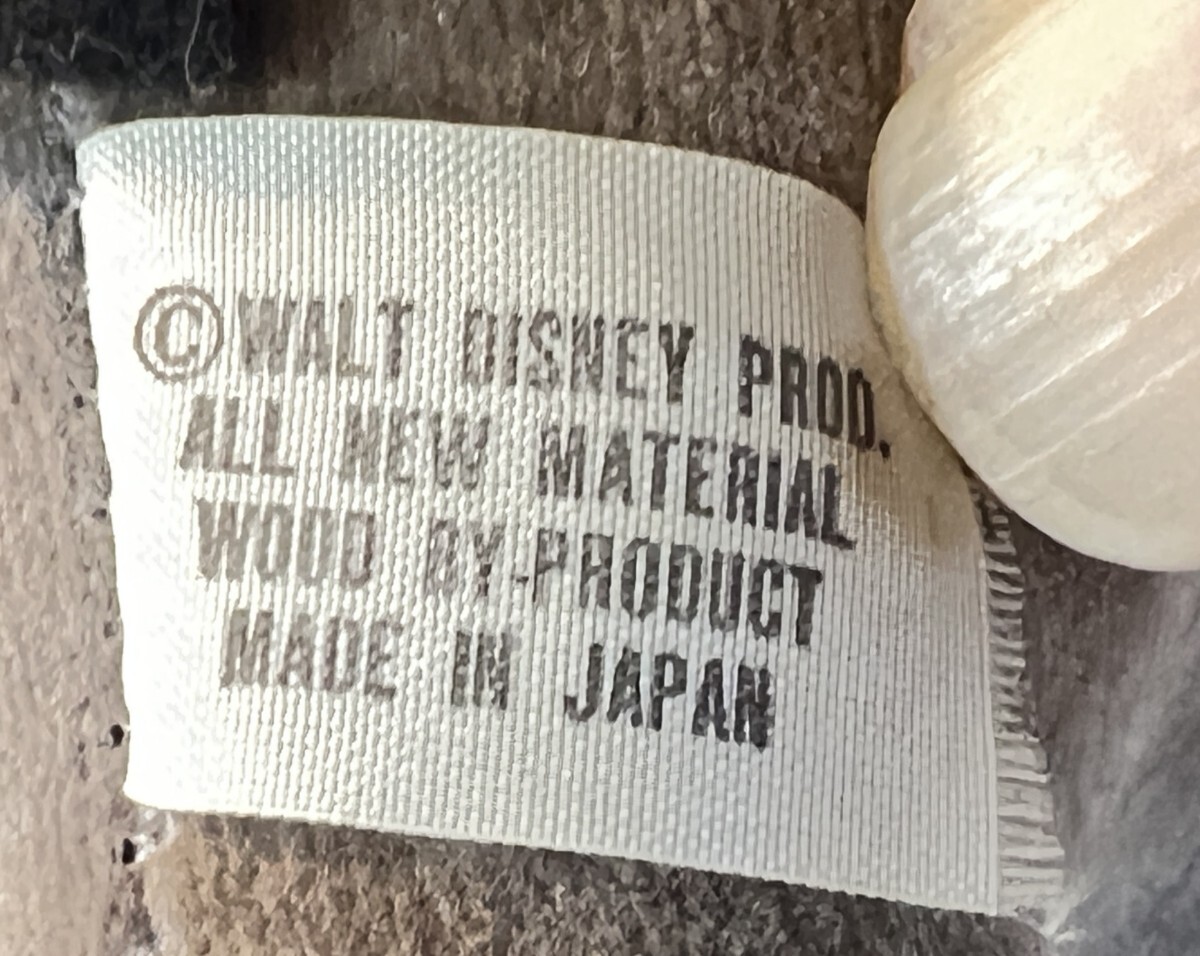 ©WALT DISNEY PROD.
ALL NEW MATERIAL
WOOD BY-PRODUCT
MADE IN JAPAN